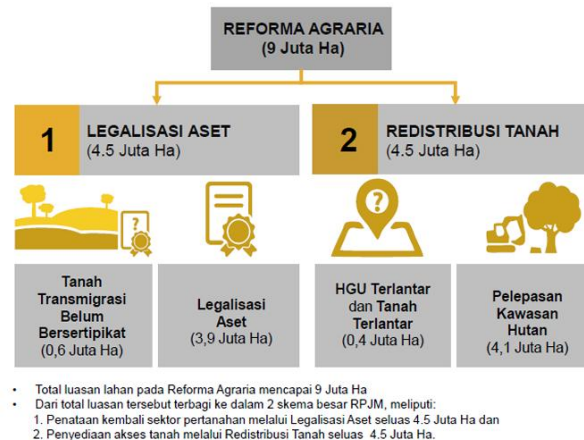 REFORMA AGRARIA
(9 Juta Ha)
1
LEGALISASI ASET
(4.5 Juta Ha)
2
REDISTRIBUSI TANAH
(4.5 Juta Ha)
?
?
Tanah
Transmigrasi
Belum
Bersertipikat
(0,6 Juta Ha)
Legalisasi
Aset
(3,9 Juta Ha)
HGU Terlantar
dan Tanah
Terlantar
(0,4 Juta Ha)
Pelepasan
Kawasan
Hutan
(4,1 Juta Ha)
• Total luasan lahan pada Reforma Agraria mencapai 9 Juta Ha
• Dari total luasan tersebut terbagi ke dalam 2 skema besar RPJM, meliputi:
1. Penataan kembali sektor pertanahan melalui Legalisasi Aset seluas 4.5 Juta Ha dan
2. Penyediaan akses tanah melalui Redistribusi Tanah seluas 4.5 Juta Ha.